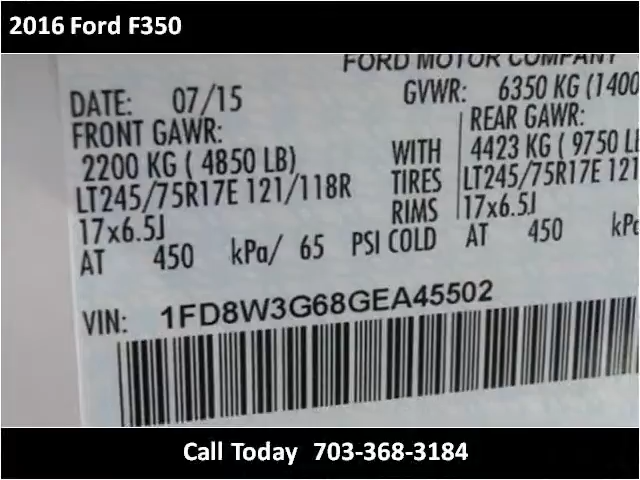 2016 Ford F350
FORD MOTOR COMPANY
DATE: 07/15 GVWR: 6350 KG (1400
FRONT GAWR: REAR GAWR:
2200 KG ( 4850 LB) WITH 4423 KG ( 9750 LB
LT245/75R17E 121/118R TIRES LT245/75R17E 121
17x6.5J RIMS 17x6.5J
AT 450 kPa/ 65 PSI COLD AT 450 kPa
VIN: 1FD8W3G68GEA45502
Call Today 703-368-3184